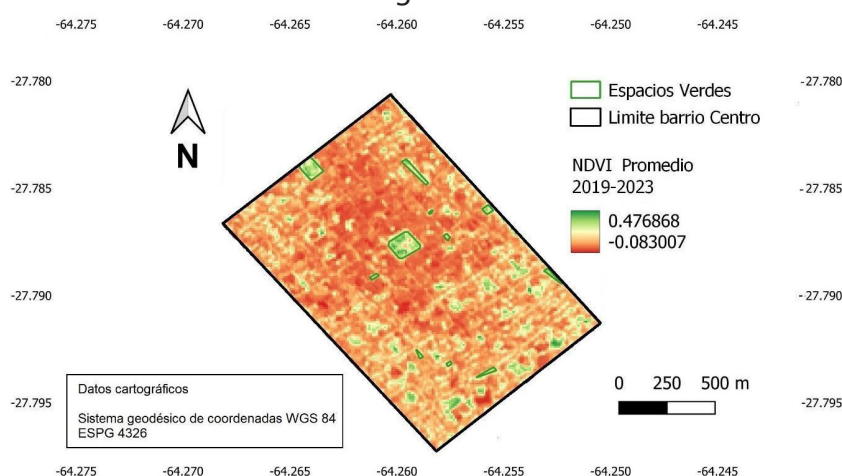 -64.275 -64.270 -64.265 -64.260 -64.255 -64.250 -64.245
-27.780 -27.780
Espacios Verdes
Limite barrio Centro
N
NDVI Promedio
2019-2023
-27.785 -27.785
0.476868
-0.083007
-27.790 -27.790
0 250 500 m
Datos cartográficos
Sistema geodésico de coordenadas WGS 84
ESPG 4326
-27.795 -27.795
-64.275 -64.270 -64.265 -64.260 -64.255 -64.250 -64.245